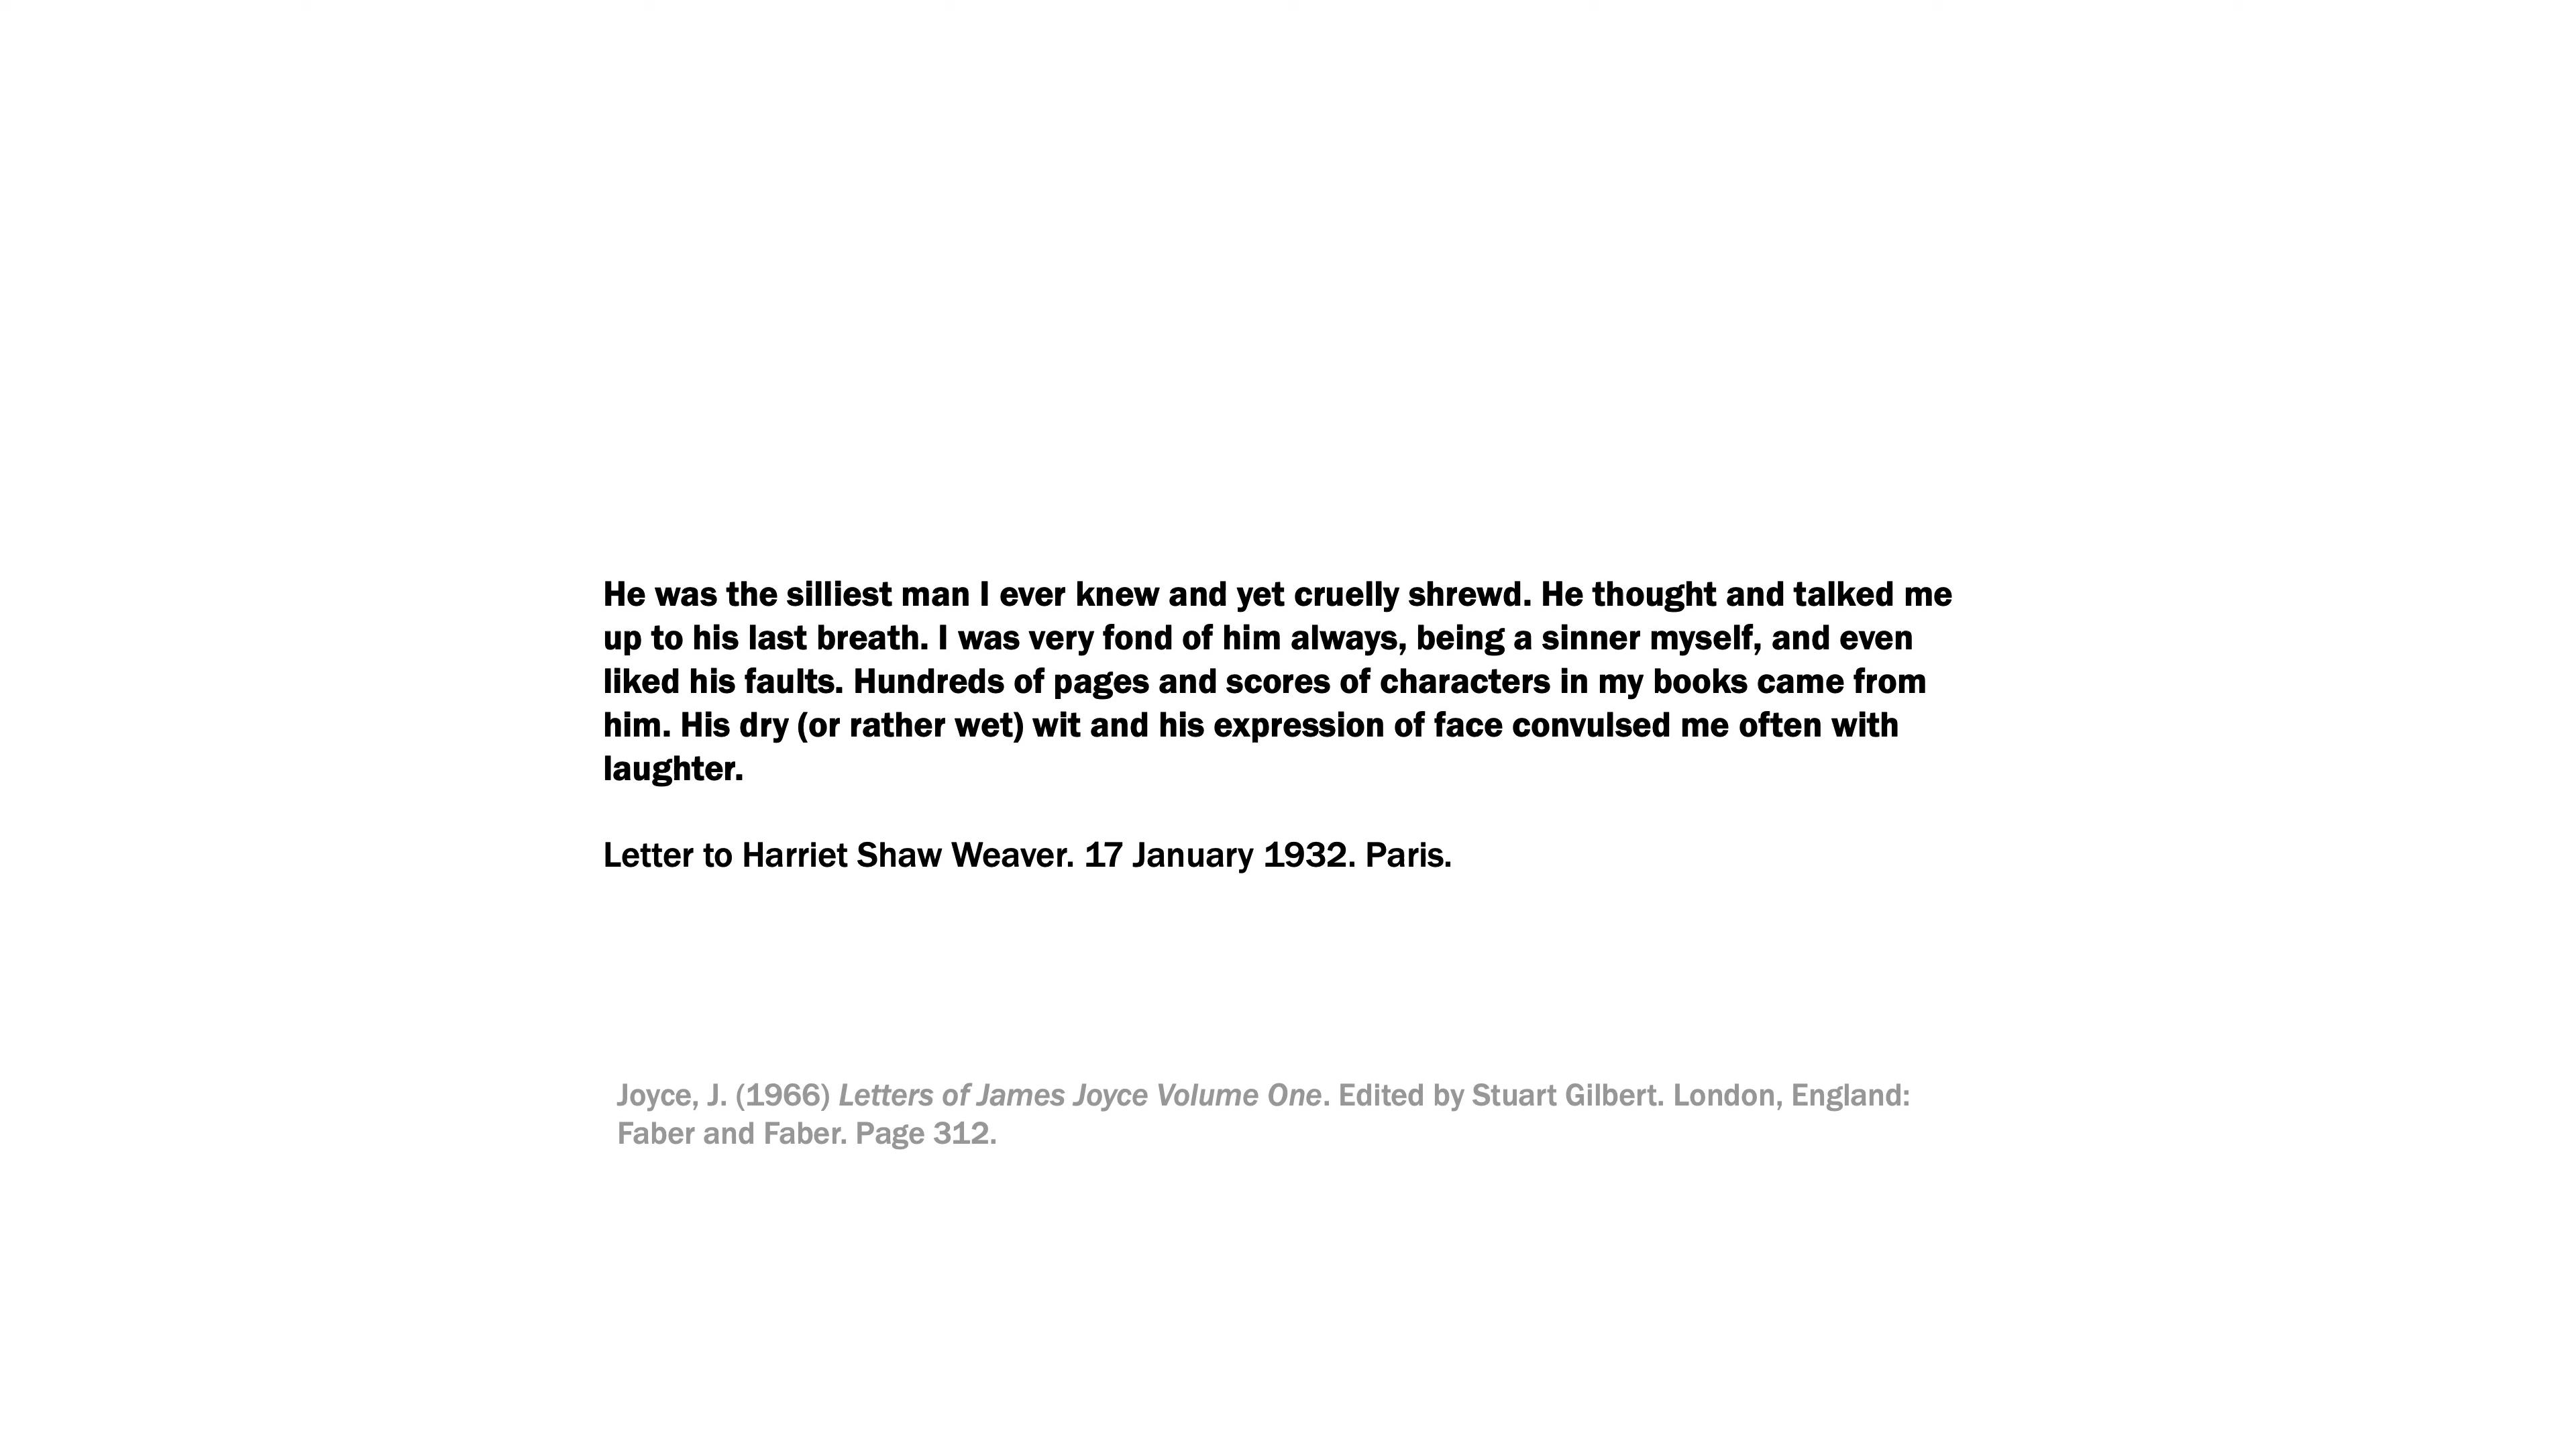 He was the silliest man I ever knew and yet cruelly shrewd. He thought and talked me
up to his last breath. I was very fond of him always, being a sinner myself, and even
liked his faults. Hundreds of pages and scores of characters in my books came from
him. His dry (or rather wet) wit and his expression of face convulsed me often with
laughter.
Letter to Harriet Shaw Weaver. 17 January 1932. Paris.
Joyce, J. (1966) Letters of James Joyce Volume One. Edited by Stuart Gilbert. London, England:
Faber and Faber. Page 312.